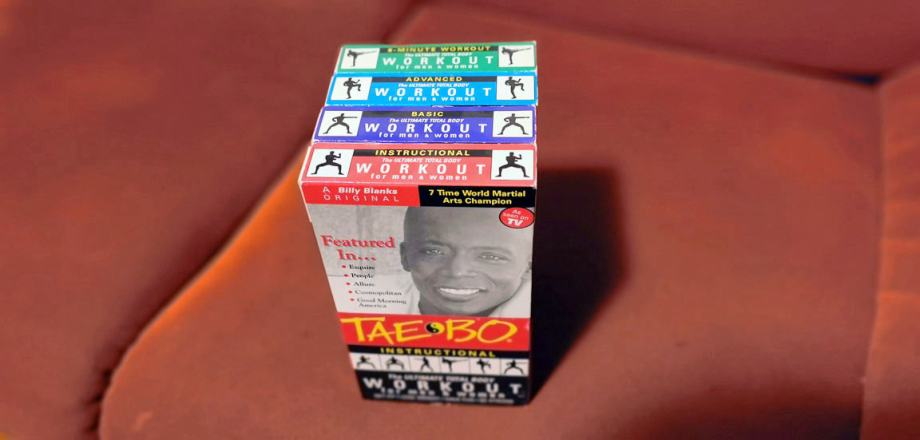 8-MINUTE WORKOUT
The ULTIMATE TOTAL BODY
WORKOUT
for men & women
ADVANCED
The ULTIMATE TOTAL BODY
WORKOUT
for men & women
BASIC
The ULTIMATE TOTAL BODY
WORKOUT
for men & women
INSTRUCTIONAL
The ULTIMATE TOTAL BODY
WORKOUT
for men & women
A Billy Blanks
ORIGINAL
7 Time World Martial
Arts Champion
As
seen on
TV
Featured
In...
• Esquire
• People
• Allure
• Cosmopolitan
• Good Morning
America
TAE BO
INSTRUCTIONAL
The ULTIMATE TOTAL BODY
WORKOUT
for men & women